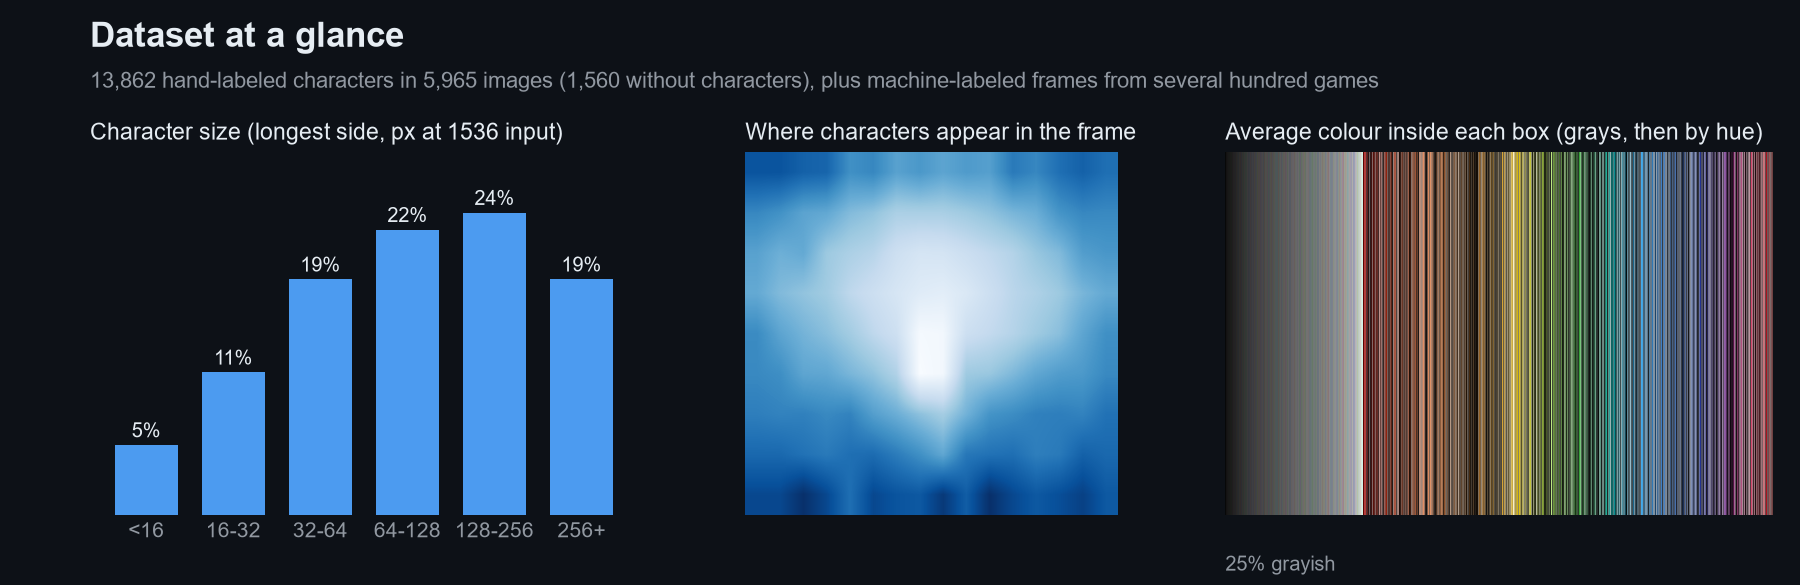 Dataset at a glance
13,862 hand-labeled characters in 5,965 images (1,560 without characters), plus machine-labeled frames from several hundred games
Character size (longest side, px at 1536 input)
5%
11%
19%
22%
24%
19%
<16
16-32
32-64
64-128
128-256
256+
Where characters appear in the frame
Average colour inside each box (grays, then by hue)
25% grayish